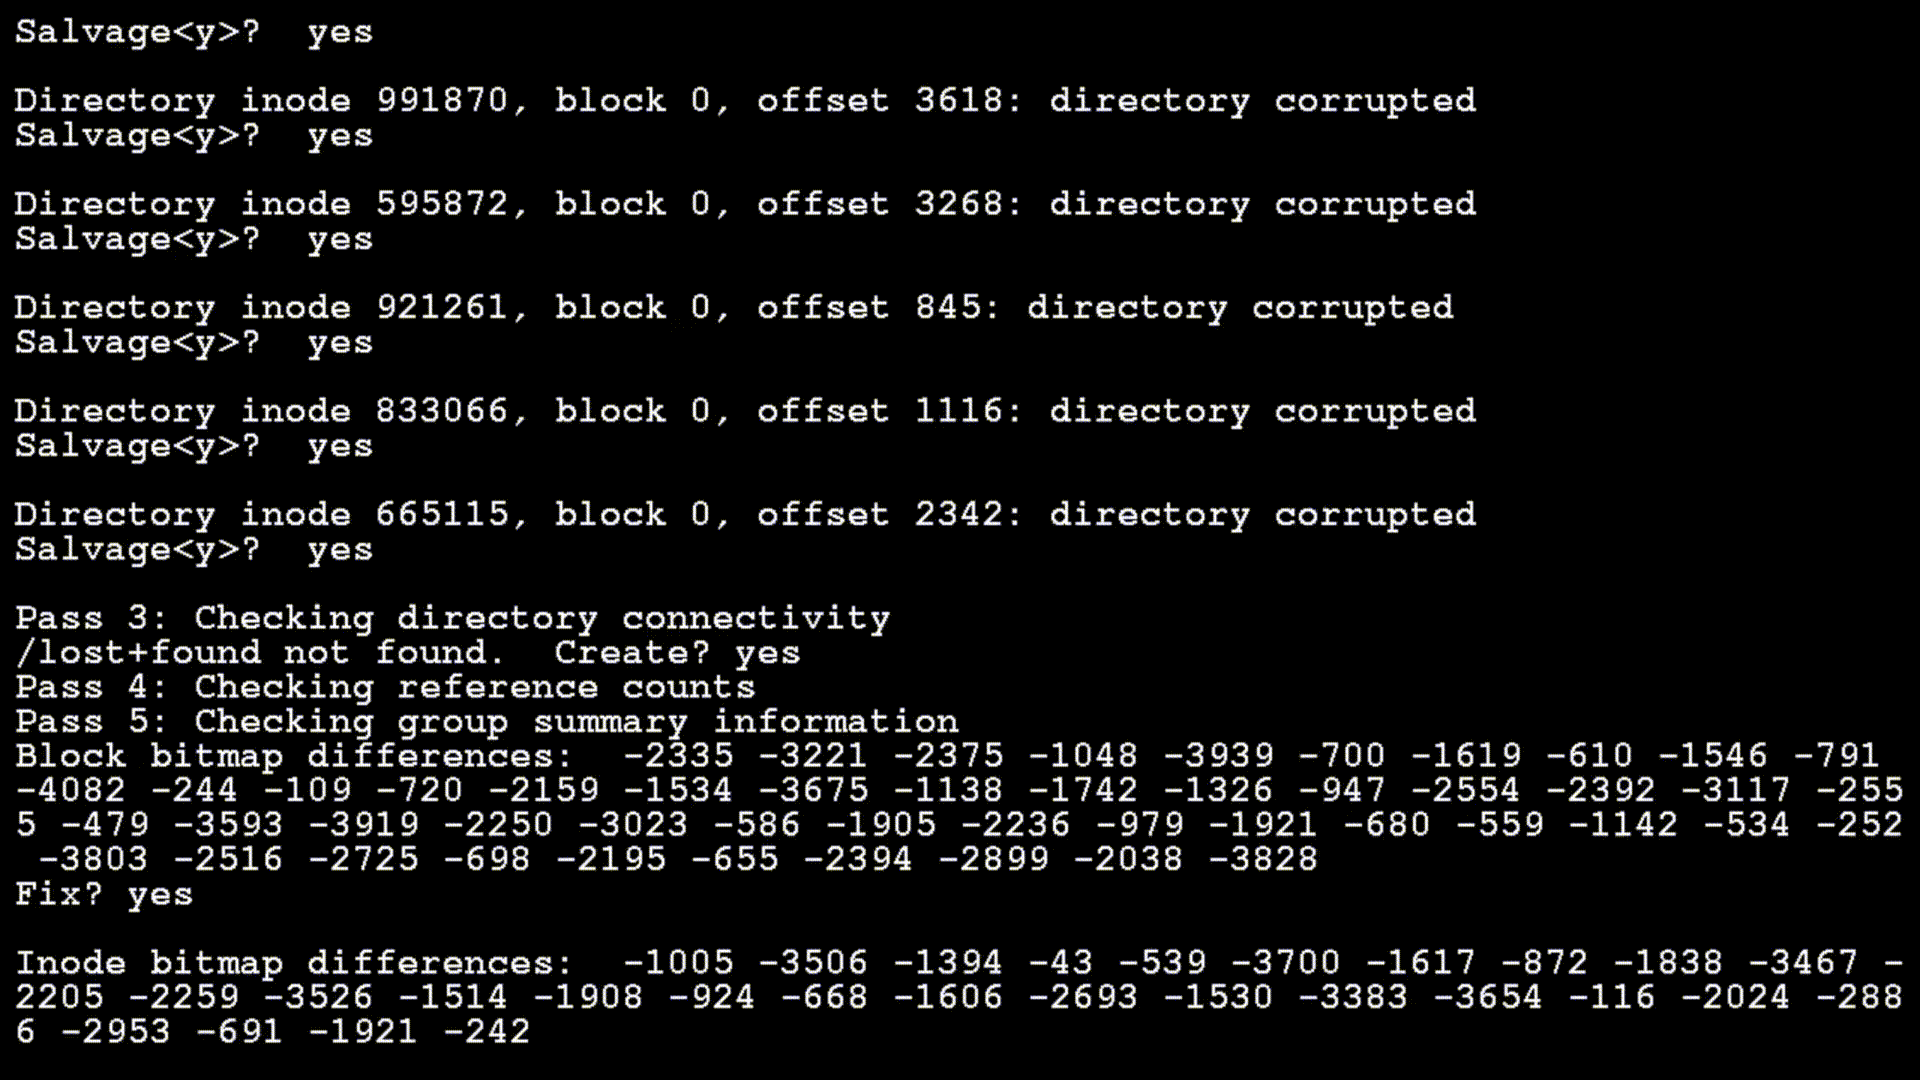 Salvage<y>?  yes
Directory inode 991870, block 0, offset 3618: directory corrupted
Salvage<y>?  yes
Directory inode 595872, block 0, offset 3268: directory corrupted
Salvage<y>?  yes
Directory inode 921261, block 0, offset 845: directory corrupted
Salvage<y>?  yes
Directory inode 833066, block 0, offset 1116: directory corrupted
Salvage<y>?  yes
Directory inode 665115, block 0, offset 2342: directory corrupted
Salvage<y>?  yes
Pass 3: Checking directory connectivity
/lost+found not found.  Create? yes
Pass 4: Checking reference counts
Pass 5: Checking group summary information
Block bitmap differences:  -2335 -3221 -2375 -1048 -3939 -700 -1619 -610 -1546 -791
-4082 -244 -109 -720 -2159 -1534 -3675 -1138 -1742 -1326 -947 -2554 -2392 -3117 -255
5 -479 -3593 -3919 -2250 -3023 -586 -1905 -2236 -979 -1921 -680 -559 -1142 -534 -252
 -3803 -2516 -2725 -698 -2195 -655 -2394 -2899 -2038 -3828
Fix? yes
Inode bitmap differences:  -1005 -3506 -1394 -43 -539 -3700 -1617 -872 -1838 -3467 -
2205 -2259 -3526 -1514 -1908 -924 -668 -1606 -2693 -1530 -3383 -3654 -116 -2024 -288
6 -2953 -691 -1921 -242